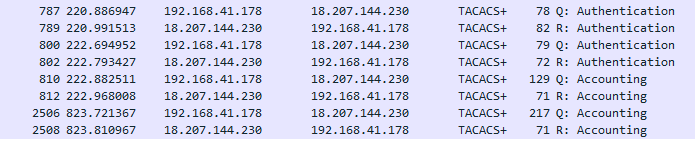 787 220.886947 192.168.41.178 18.207.144.230 TACACS+ 78 Q: Authentication
789 220.991513 18.207.144.230 192.168.41.178 TACACS+ 82 R: Authentication
800 222.694952 192.168.41.178 18.207.144.230 TACACS+ 79 Q: Authentication
802 222.793427 18.207.144.230 192.168.41.178 TACACS+ 72 R: Authentication
810 222.882511 192.168.41.178 18.207.144.230 TACACS+ 129 Q: Accounting
812 222.968008 18.207.144.230 192.168.41.178 TACACS+ 71 R: Accounting
2506 823.721367 192.168.41.178 18.207.144.230 TACACS+ 217 Q: Accounting
2508 823.810967 18.207.144.230 192.168.41.178 TACACS+ 71 R: Accounting